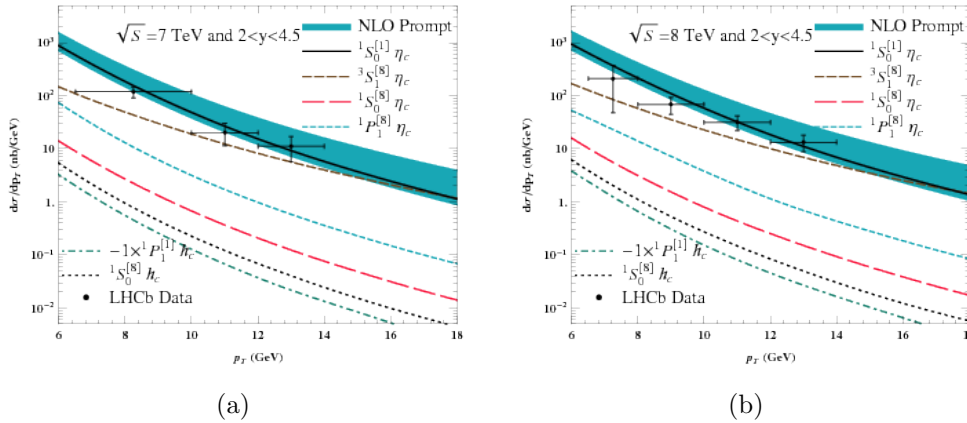 √S =7 TeV and 2<y<4.5
NLO Prompt
¹S₀^[1] η_c
³S₁^[8] η_c
¹S₀^[8] η_c
¹P₁^[8] η_c
−1×¹P₁^[1] h_c
¹S₀^[8] h_c
LHCb Data
dσ/dp_T (nb/GeV)
10³
10²
10
1.
10⁻¹
10⁻²
6 8 10 12 14 16 18
p_T (GeV)
(a)
√S =8 TeV and 2<y<4.5
NLO Prompt
¹S₀^[1] η_c
³S₁^[8] η_c
¹S₀^[8] η_c
¹P₁^[8] η_c
−1×¹P₁^[1] h_c
¹S₀^[8] h_c
LHCb Data
dσ/dp_T (nb/GeV)
10³
10²
10
1.
10⁻¹
10⁻²
6 8 10 12 14 16
p_T (GeV)
(b)